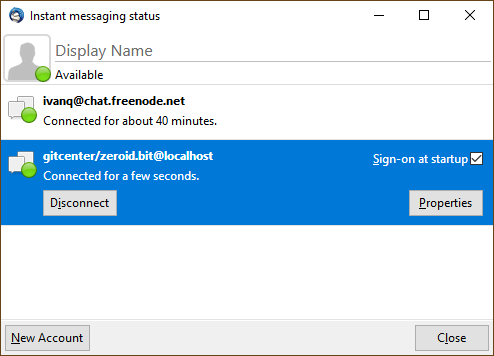 Instant messaging status
Display Name
Available
ivanq@chat.freenode.net
Connected for about 40 minutes.
gitcenter/zeroid.bit@localhost
Sign-on at startup
Connected for a few seconds.
Disconnect
Properties
New Account
Close